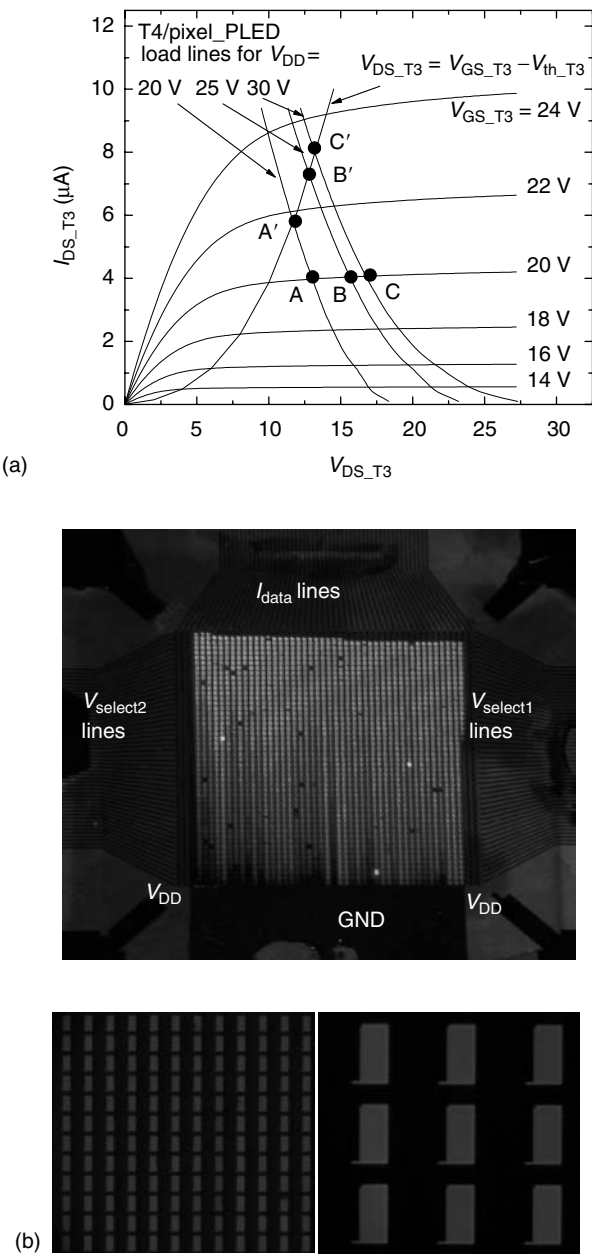 T4/pixel_PLED
load lines for V_DD =
20 V 25 V 30 V
V_DS_T3 = V_GS_T3 − V_th_T3
V_GS_T3 = 24 V
C′
B′
A′
A B C
22 V
20 V
18 V
16 V
14 V
12
10
8
6
4
2
0
I_DS_T3 (μA)
0 5 10 15 20 25 30
V_DS_T3
(a)
I_data lines
V_select2
lines
V_select1
lines
V_DD
V_DD
GND
(b)